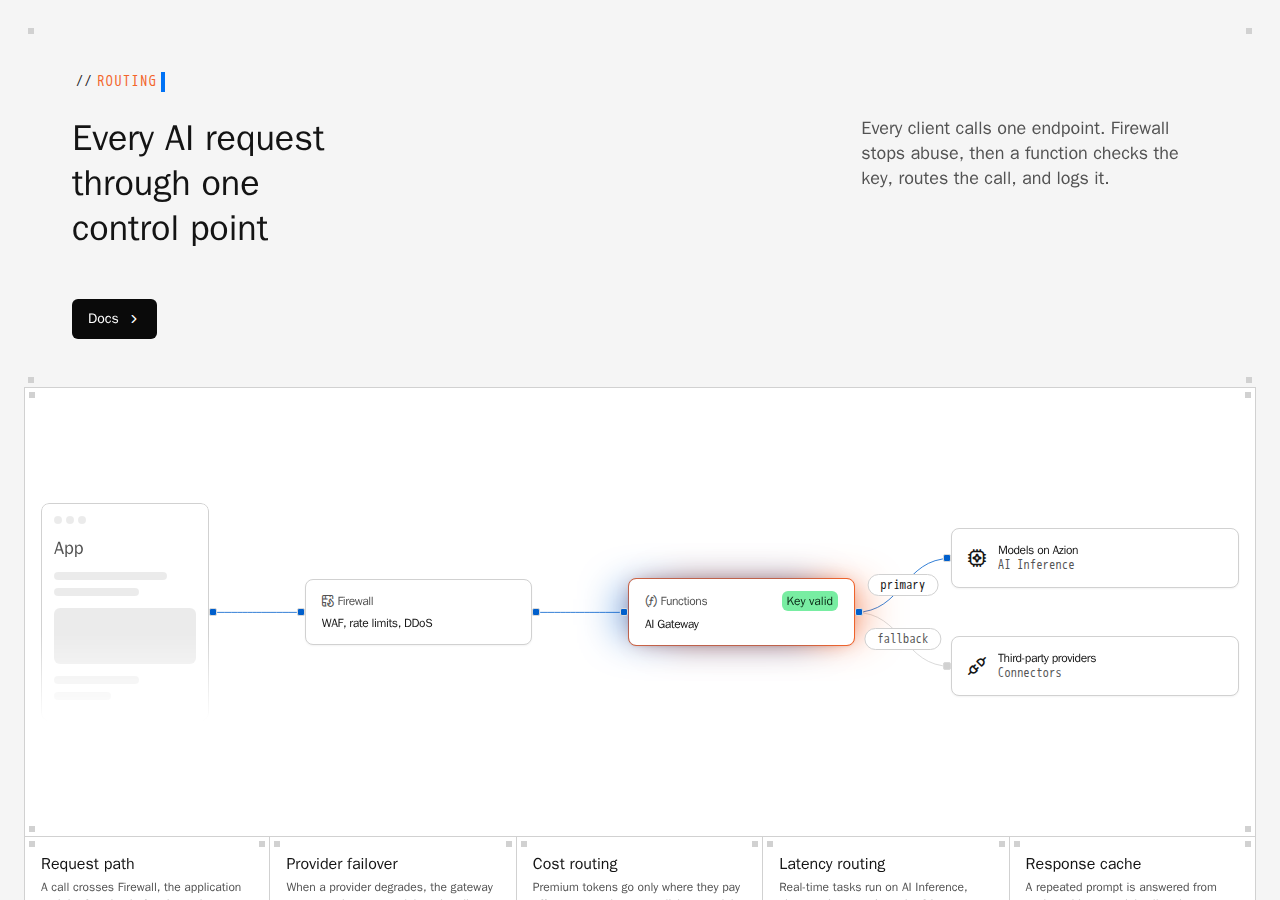 // ROUTING
Every AI request
through one
control point
Every client calls one endpoint. Firewall
stops abuse, then a function checks the
key, routes the call, and logs it.
Docs
App
Firewall
WAF, rate limits, DDoS
Functions
Key valid
AI Gateway
primary
fallback
Models on Azion
AI Inference
Third-party providers
Connectors
Request path
A call crosses Firewall, the application
Provider failover
When a provider degrades, the gateway
Cost routing
Premium tokens go only where they pay
Latency routing
Real-time tasks run on AI Inference,
Response cache
A repeated prompt is answered from